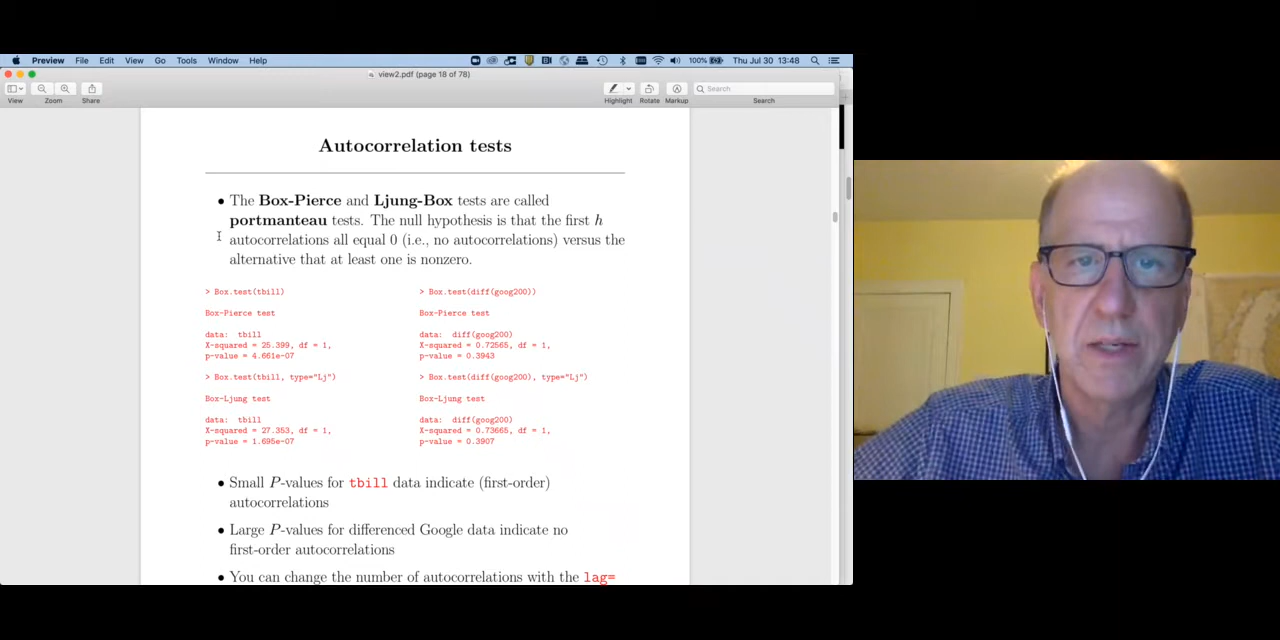 Preview File Edit View Go Tools Window Help 100% Thu Jul 30 13:48
view2.pdf (page 18 of 78)
View Zoom Share Highlight Rotate Markup Search
Search
Autocorrelation tests
• The Box-Pierce and Ljung-Box tests are called
portmanteau tests. The null hypothesis is that the first h
autocorrelations all equal 0 (i.e., no autocorrelations) versus the
alternative that at least one is nonzero.
> Box.test(tbill)
Box-Pierce test
data: tbill
X-squared = 25.399, df = 1,
p-value = 4.661e-07
> Box.test(tbill, type="Lj")
Box-Ljung test
data: tbill
X-squared = 27.353, df = 1,
p-value = 1.695e-07
> Box.test(diff(goog200))
Box-Pierce test
data: diff(goog200)
X-squared = 0.72565, df = 1,
p-value = 0.3943
> Box.test(diff(goog200), type="Lj")
Box-Ljung test
data: diff(goog200)
X-squared = 0.73665, df = 1,
p-value = 0.3907
• Small P-values for tbill data indicate (first-order)
autocorrelations
• Large P-values for differenced Google data indicate no
first-order autocorrelations
• You can change the number of autocorrelations with the lag=